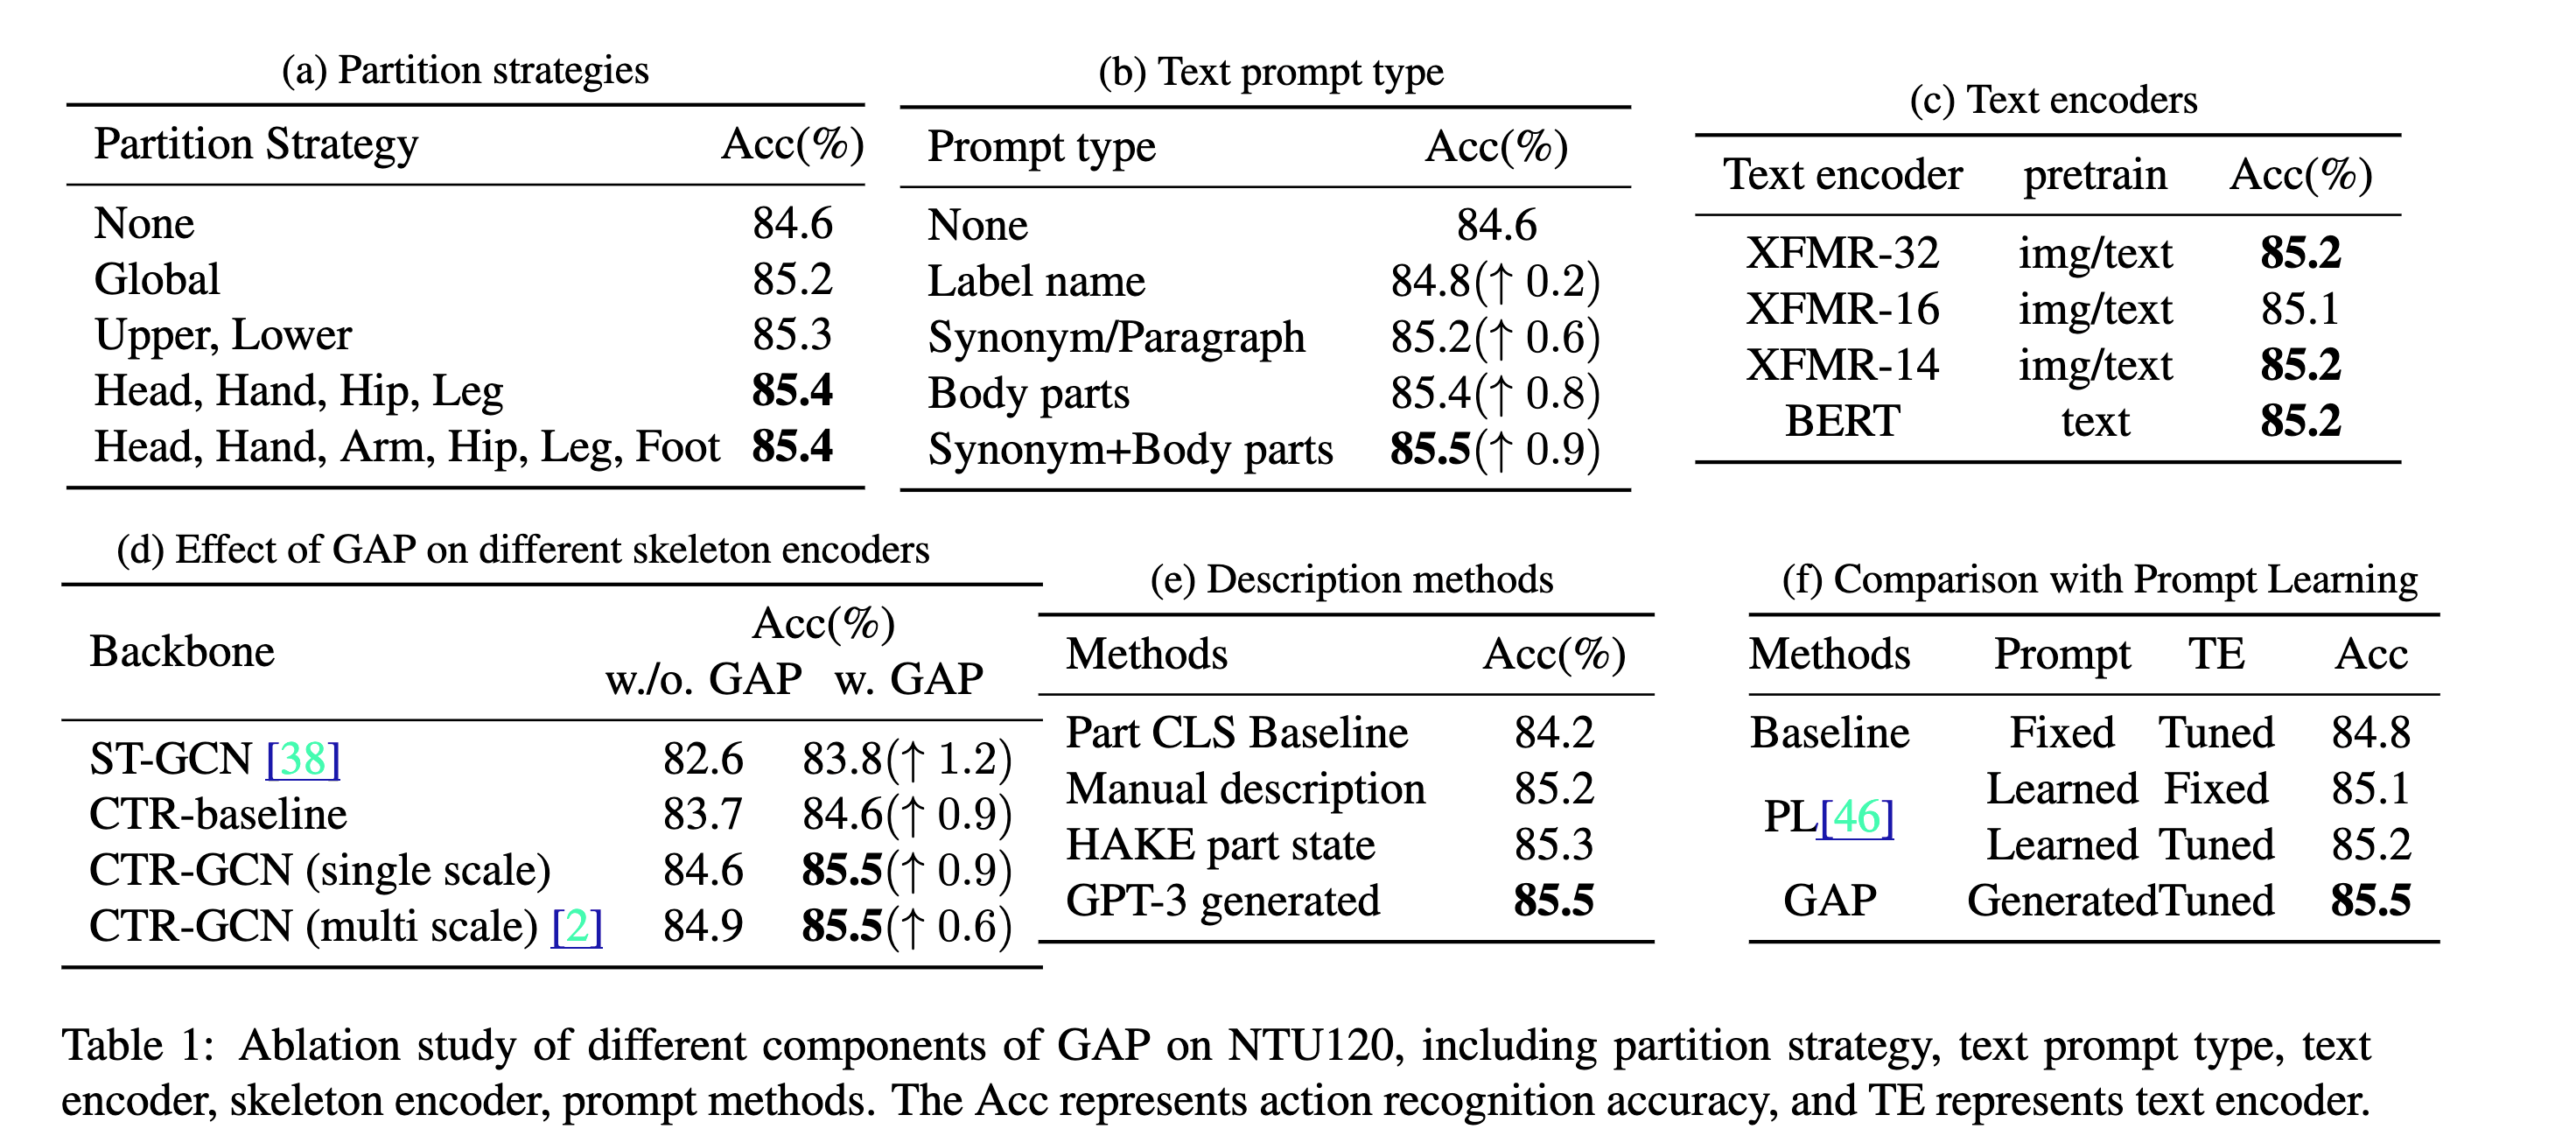 (a) Partition strategies
Partition Strategy Acc(%)
None 84.6
Global 85.2
Upper, Lower 85.3
Head, Hand, Hip, Leg 85.4
Head, Hand, Arm, Hip, Leg, Foot 85.4
(b) Text prompt type
Prompt type Acc(%)
None 84.6
Label name 84.8(↑ 0.2)
Synonym/Paragraph 85.2(↑ 0.6)
Body parts 85.4(↑ 0.8)
Synonym+Body parts 85.5(↑ 0.9)
(c) Text encoders
Text encoder pretrain Acc(%)
XFMR-32 img/text 85.2
XFMR-16 img/text 85.1
XFMR-14 img/text 85.2
BERT text 85.2
(d) Effect of GAP on different skeleton encoders
Acc(%)
Backbone
w./o. GAP w. GAP
ST-GCN [38] 82.6 83.8(↑ 1.2)
CTR-baseline 83.7 84.6(↑ 0.9)
CTR-GCN (single scale) 84.6 85.5(↑ 0.9)
CTR-GCN (multi scale) [2] 84.9 85.5(↑ 0.6)
(e) Description methods
Methods Acc(%)
Part CLS Baseline 84.2
Manual description 85.2
HAKE part state 85.3
GPT-3 generated 85.5
(f) Comparison with Prompt Learning
Methods Prompt TE Acc
Baseline Fixed Tuned 84.8
Learned Fixed 85.1
PL[46]
Learned Tuned 85.2
GAP Generated Tuned 85.5
Table 1: Ablation study of different components of GAP on NTU120, including partition strategy, text prompt type, text
encoder, skeleton encoder, prompt methods. The Acc represents action recognition accuracy, and TE represents text encoder.